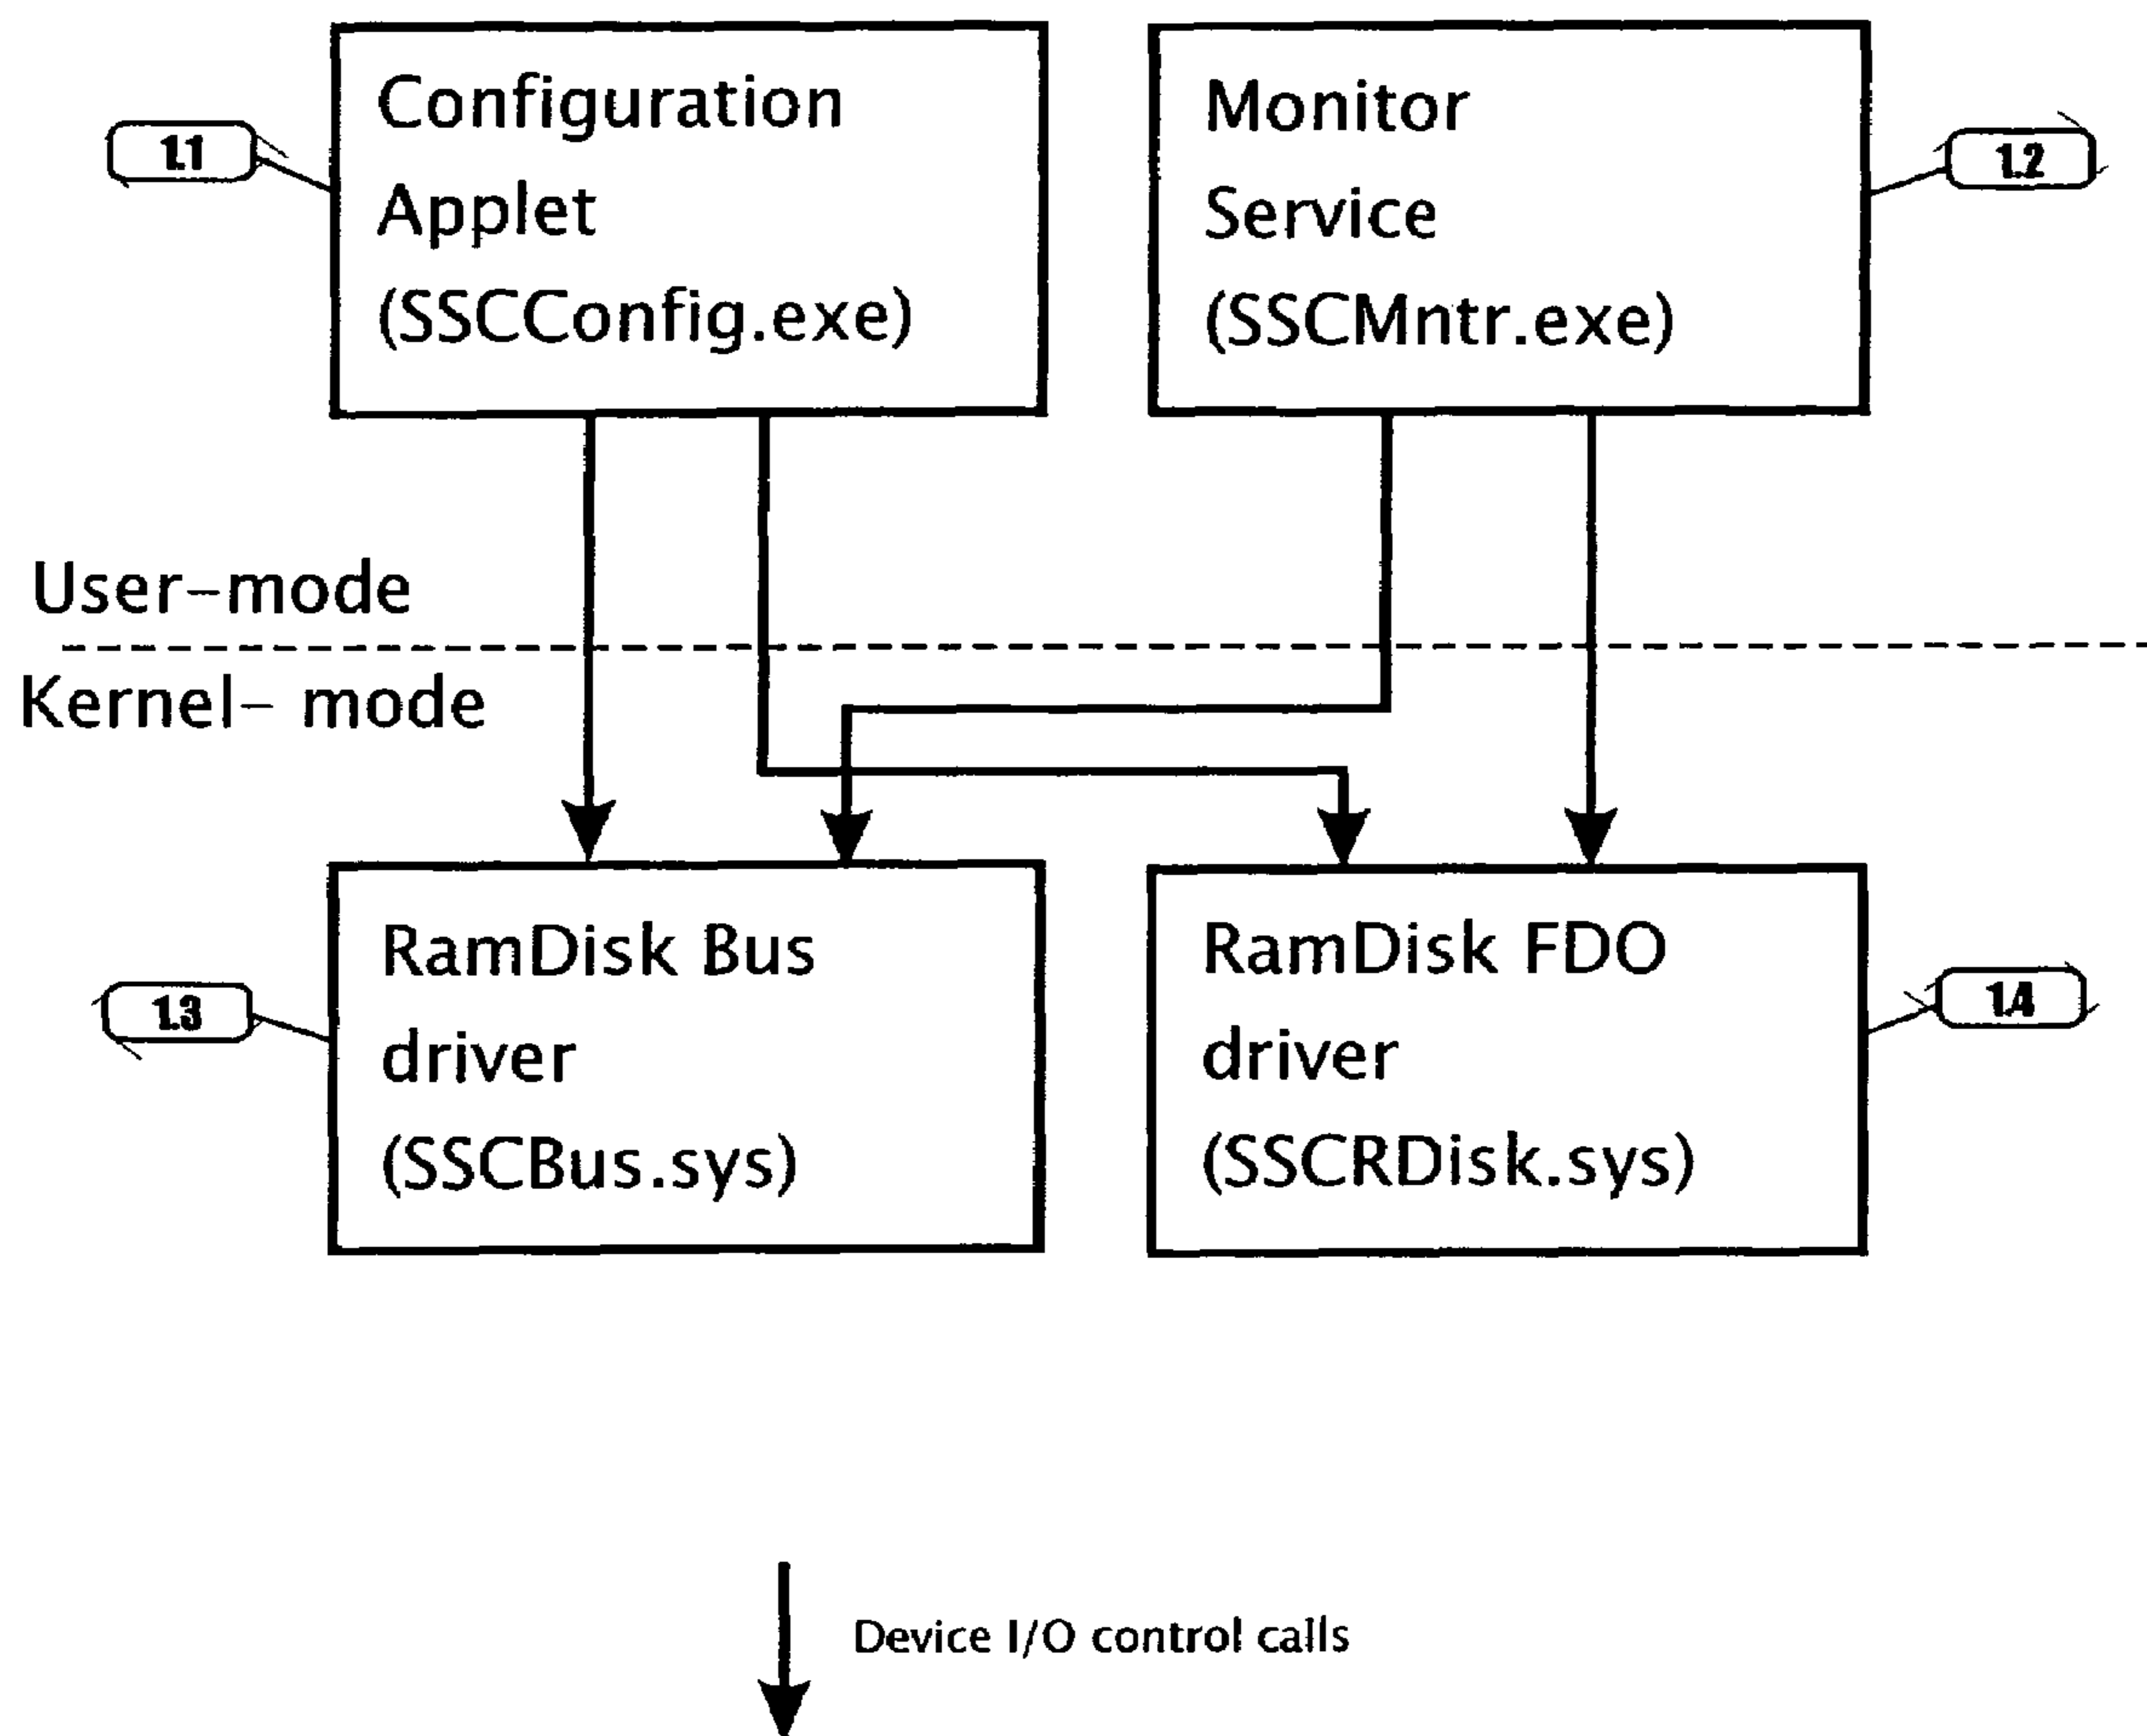 Configuration
Applet
(SSCConfig.exe)
Monitor
Service
(SSCMntr.exe)
1.1
1.2
User-mode
Kernel- mode
RamDisk Bus
driver
(SSCBus.sys)
RamDisk FDO
driver
(SSCRDisk.sys)
1.3
1.4
Device I/O control calls